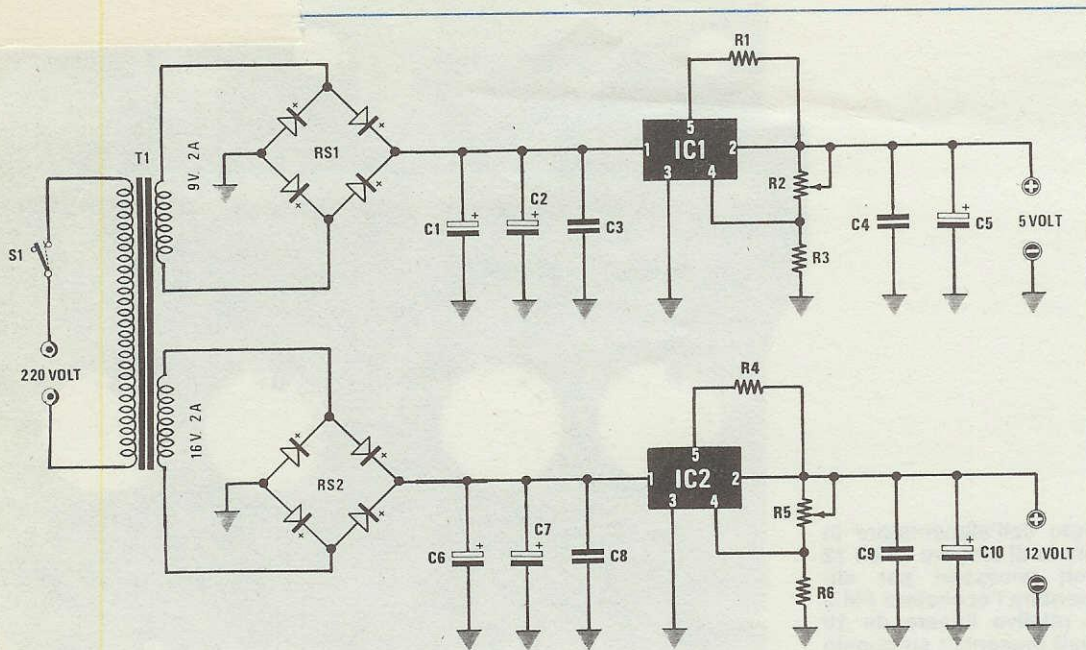 R1
T1
9V. 2A
RS1
5
1
IC1
2
3
4
R2
R3
C1
+
C2
+
C3
C4
+
C5
+
5 VOLT
−
S1
220 VOLT
16V. 2A
RS2
R4
5
1
IC2
2
3
4
R5
R6
C6
+
C7
+
C8
C9
+
C10
+
12 VOLT
−